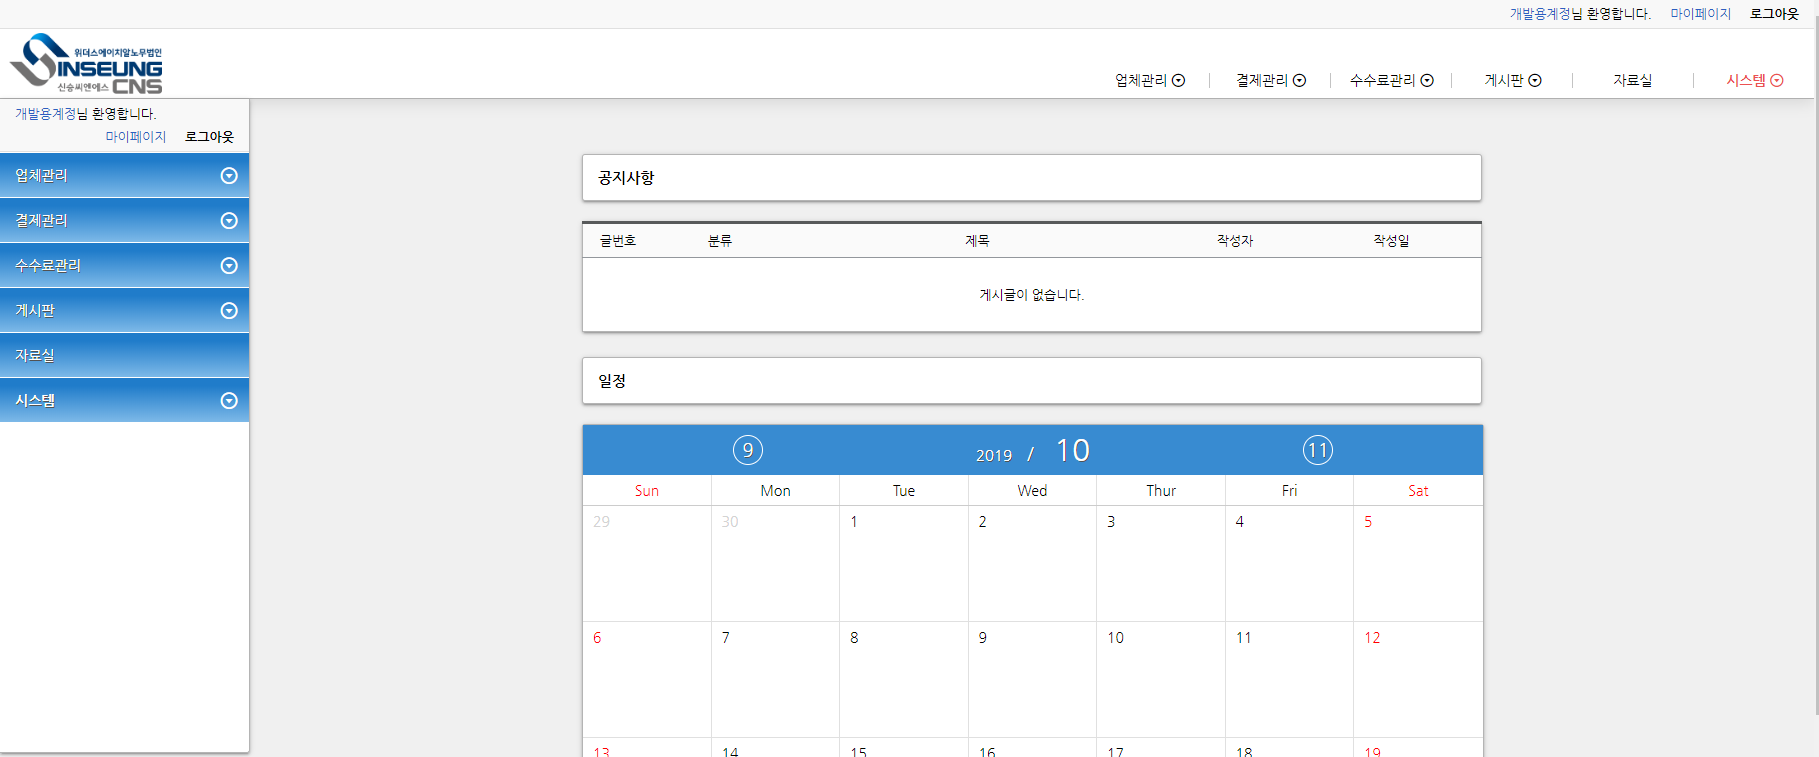 개발용계정님 환영합니다. 마이페이지 로그아웃
위더스에이치알노무법인
INSEUNG
신승씨엔에스 CNS
업체관리 결제관리 수수료관리 게시판 자료실 시스템
개발용계정님 환영합니다.
마이페이지 로그아웃
업체관리
결제관리
수수료관리
게시판
자료실
시스템
공지사항
글번호 분류 제목 작성자 작성일
게시글이 없습니다.
일정
9 2019 / 10 11
Sun Mon Tue Wed Thur Fri Sat
29 30 1 2 3 4 5
6 7 8 9 10 11 12
13 14 15 16 17 18 19